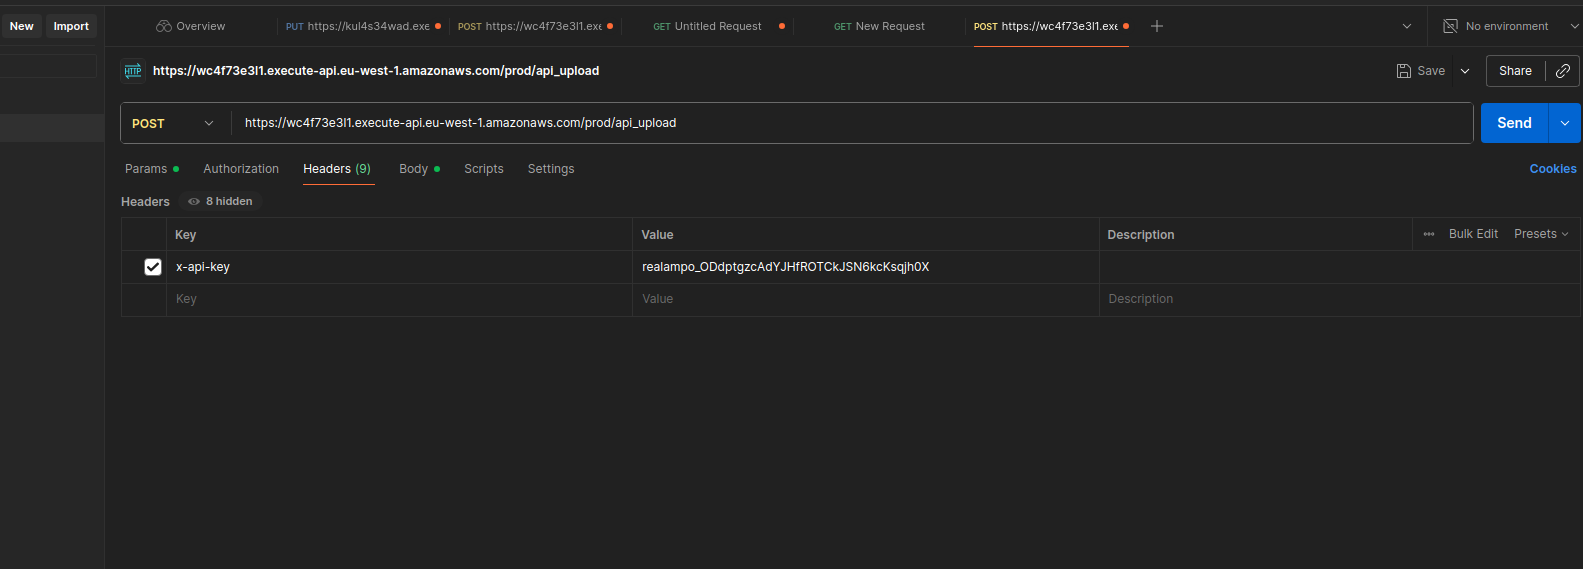 New Import Overview PUT https://kul4s34wad.exe POST https://wc4f73e3l1.exe GET Untitled Request GET New Request POST https://wc4f73e3l1.exe No environment
HTTP https://wc4f73e3l1.execute-api.eu-west-1.amazonaws.com/prod/api_upload Save Share
POST https://wc4f73e3l1.execute-api.eu-west-1.amazonaws.com/prod/api_upload Send
Params Authorization Headers (9) Body Scripts Settings Cookies
Headers 8 hidden
Key Value Description Bulk Edit Presets
x-api-key realampo_ODdptgzcAdYJHfROTCkJSN6kcKsqjh0X
Key Value Description